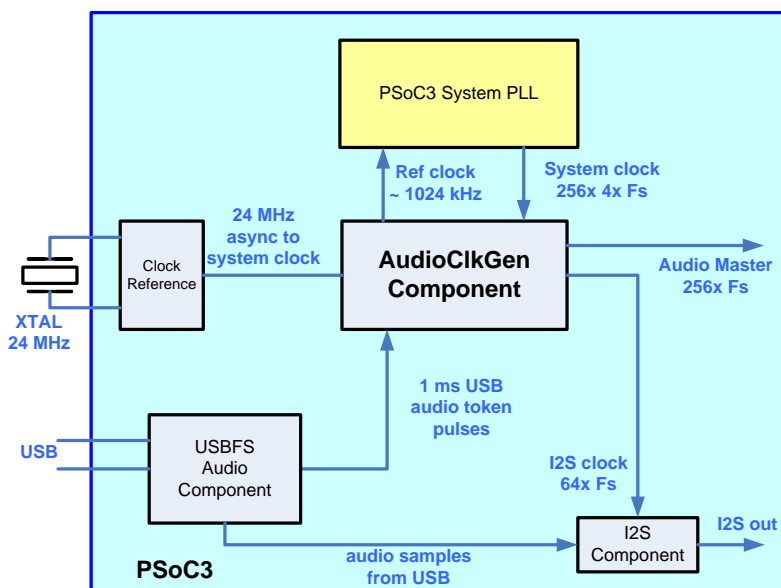 PSoC3 System PLL
Ref clock
~ 1024 kHz
System clock
256x 4x Fs
24 MHz
async to
system clock
Clock
Reference
AudioClkGen
Component
Audio Master
256x Fs
XTAL
24 MHz
1 ms USB
audio token
pulses
USB
USBFS
Audio
Component
I2S clock
64x Fs
I2S
Component
I2S out
audio samples
from USB
PSoC3